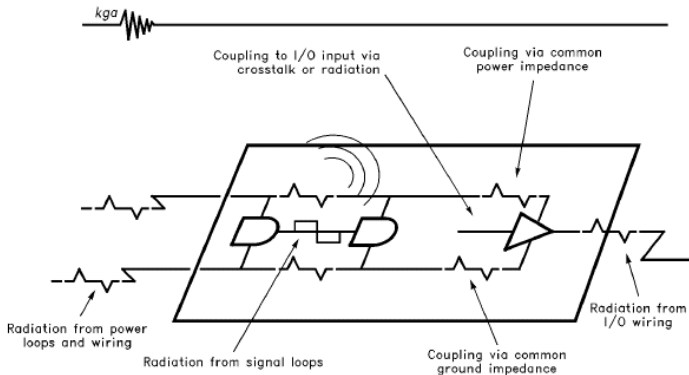 kga
Coupling to I/O input via
crosstalk or radiation
Coupling via common
power impedance
Radiation from power
loops and wiring
Radiation from signal loops
Coupling via common
ground impedance
Radiation from
I/O wiring